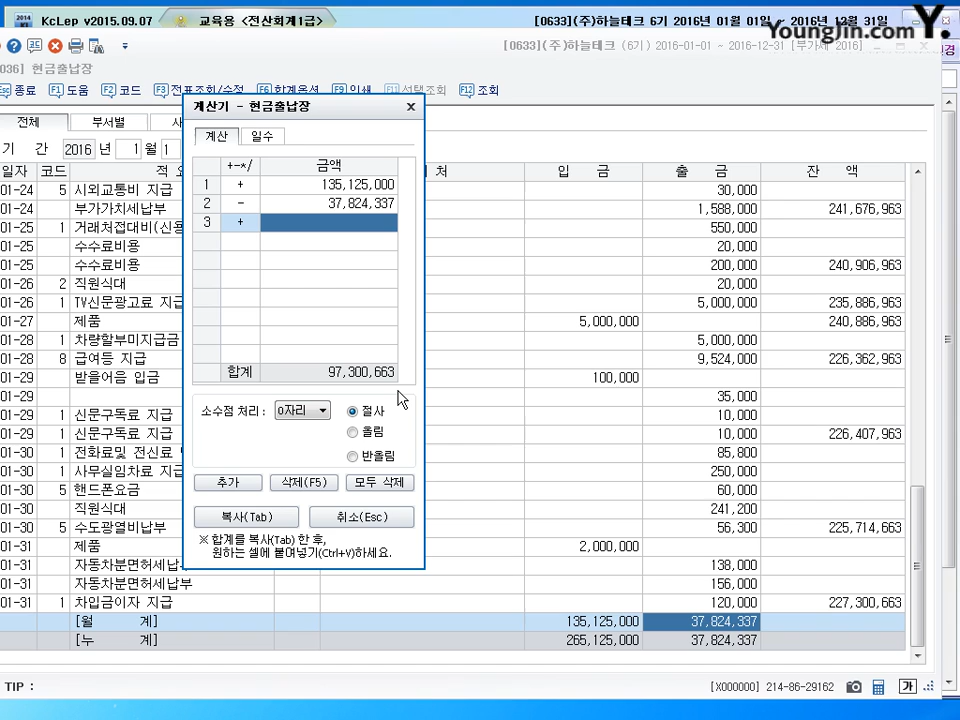 KcLep v2015.09.07 교육용 <전산회계1급> [0633](주)하늘테크 6기 2016년 01월 01일 ~ 2016년 12월 31일
YoungJin.com Y.
[0633](주)하늘테크 (6기) 2016-01-01 ~ 2016-12-31 [부가세 2016]
036] 현금출납장
Esc 종료 F1 도움 F2 코드 F3 전표조회/수정 F6 합계옵션 F9 인쇄 F11 선택조회 F12 조회
전체 부서별
기 간 2016 년 1 월 1
일자 코드 적 요 처 입 금 출 금 잔 액
01-24 5 시외교통비 지급 30,000
01-24 부가가치세납부 1,588,000 241,676,963
01-25 1 거래처접대비(신용 550,000
01-25 수수료비용 20,000
01-25 수수료비용 200,000 240,906,963
01-26 2 직원식대 20,000
01-26 1 TV신문광고료 지급 5,000,000 235,886,963
01-27 제품 5,000,000 240,886,963
01-28 1 차량할부미지급금 5,000,000
01-28 8 급여등 지급 9,524,000 226,362,963
01-29 받을어음 입금 100,000
01-29 35,000
01-29 1 신문구독료 지급 10,000
01-29 1 신문구독료 지급 10,000 226,407,963
01-30 1 전화료및 전신료 85,800
01-30 1 사무실임차료 지급 250,000
01-30 5 핸드폰요금 60,000
01-30 직원식대 241,200
01-30 5 수도광열비납부 56,300 225,714,663
01-31 제품 2,000,000
01-31 자동차분면허세납부 138,000
01-31 자동차분면허세납부 156,000
01-31 1 차입금이자 지급 120,000 227,300,663
[월 계] 135,125,000 37,824,337
[누 계] 265,125,000 37,824,337
계산기 - 현금출납장
계산 일수
+-*/ 금액
1 + 135,125,000
2 - 37,824,337
3 +
합계 97,300,663
소수점 처리 : 0자리 절사
올림
반올림
추가 삭제(F5) 모두 삭제
복사(Tab) 취소(Esc)
※ 합계를 복사(Tab) 한 후,
원하는 셀에 붙여넣기(Ctrl+V)하세요.
TIP : [X000000] 214-86-29162 가